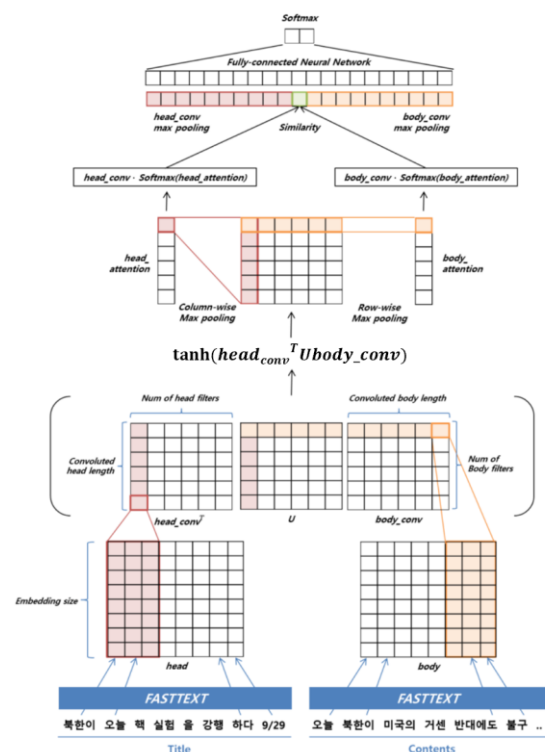 Softmax
Fully-connected Neural Network
head_conv
max pooling
Similarity
body_conv
max pooling
head_conv · Softmax(head_attention)
body_conv · Softmax(body_attention)
head_
attention
body_
attention
Column-wise
Max pooling
Row-wise
Max pooling
tanh(head_conv^T Ubody_conv)
Num of head filters
Convoluted body length
Convoluted
head length
Num of
Body filters
head_conv^T
U
body_conv
Embedding size
head
body
FASTTEXT
FASTTEXT
북한이 오늘 핵 실험 을 강행 하다 9/29
오늘 북한이 미국의 거센 반대에도 불구 ..
Title
Contents